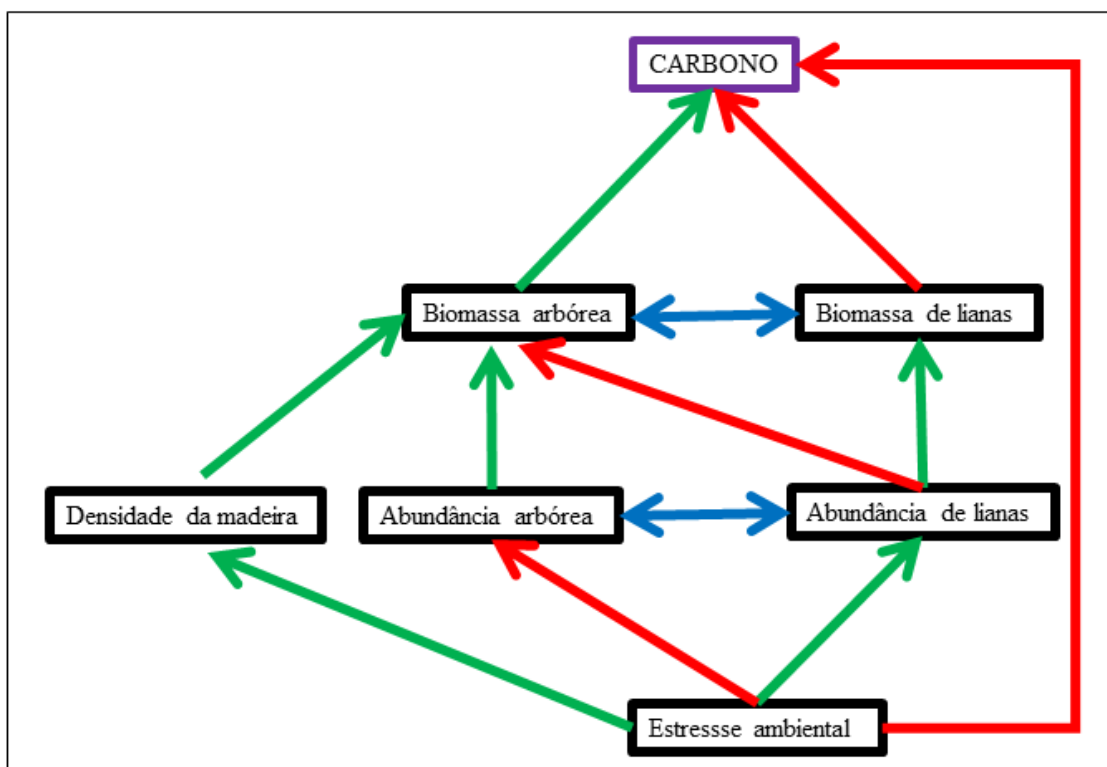 CARBONO
Biomassa arbórea
Biomassa de lianas
Densidade da madeira
Abundância arbórea
Abundância de lianas
Estressse ambiental